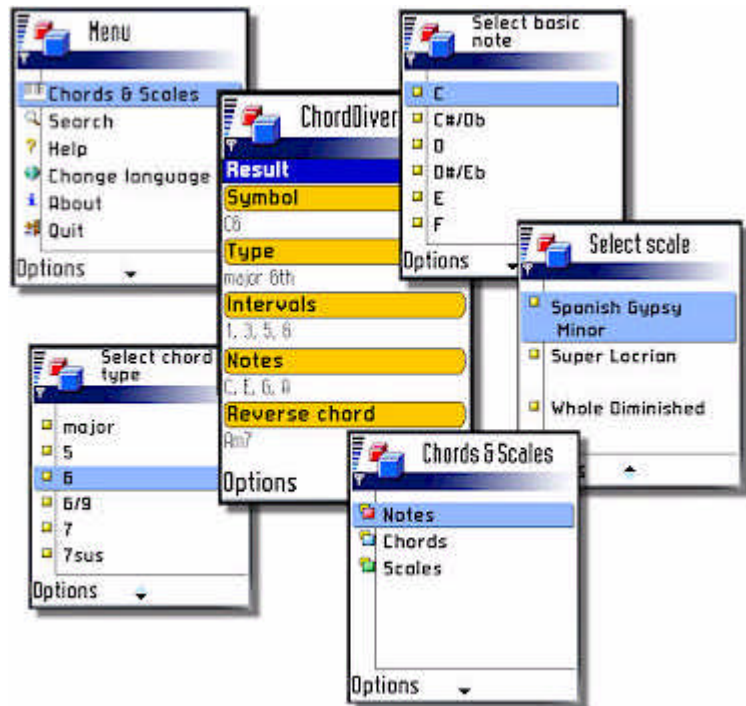 Menu
Chords & Scales
Search
Help
Change language
About
Quit
Options
ChordDiver
Result
Symbol
C6
Type
major 6th
Intervals
1, 3, 5, 6
Notes
C, E, G, A
Reverse chord
Am7
Options
Select basic
note
C
C#/Db
D
D#/Eb
E
F
Options
Select scale
Spanish Gypsy
Minor
Super Locrian
Whole Diminished
Select chord
type
major
5
6
6/9
7
7sus
Options
Chords & Scales
Notes
Chords
Scales
Options